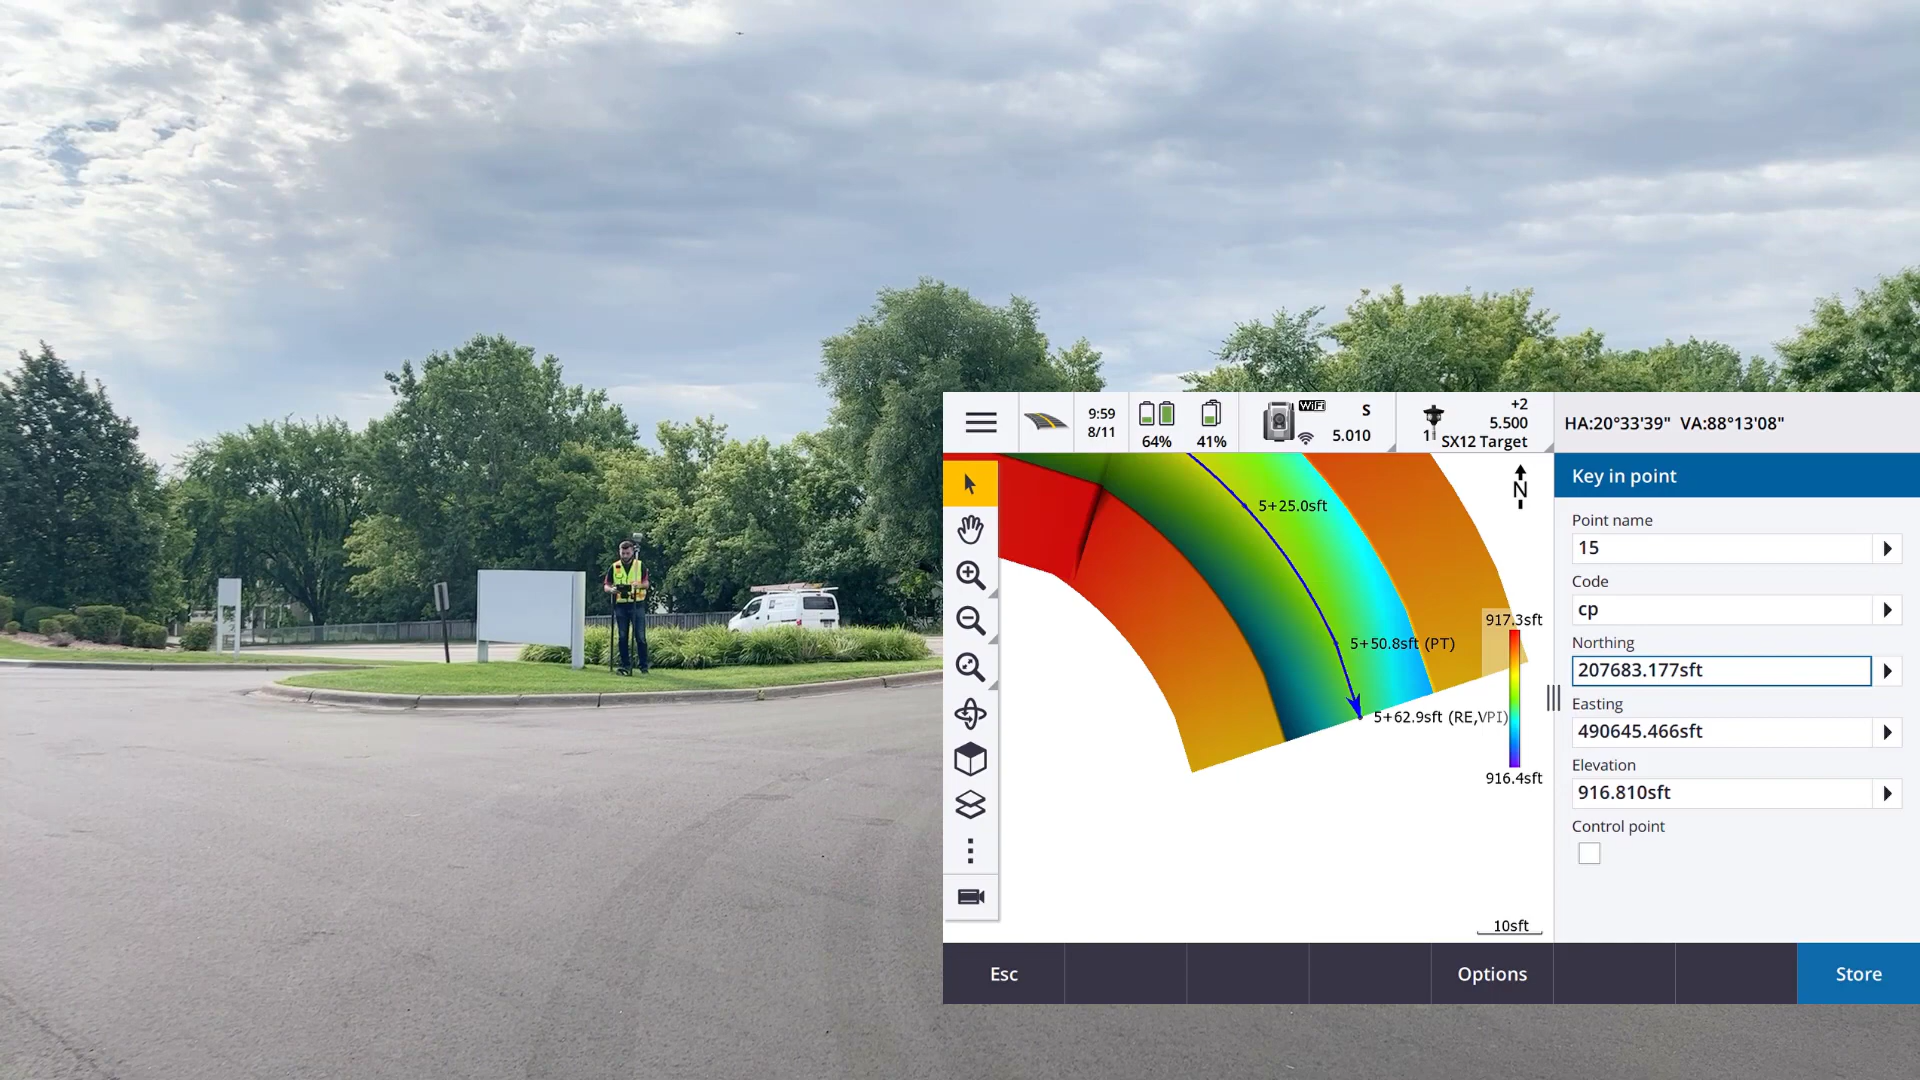 9:59
8/11
64%
41%
WiFi
S
5.010
+2
5.500
1
SX12 Target
HA:20°33'39" VA:88°13'08"
Key in point
Point name
15
Code
cp
Northing
207683.177sft
Easting
490645.466sft
Elevation
916.810sft
Control point
N
5+25.0sft
5+50.8sft (PT)
5+62.9sft (RE,VPI)
917.3sft
916.4sft
10sft
Esc
Options
Store